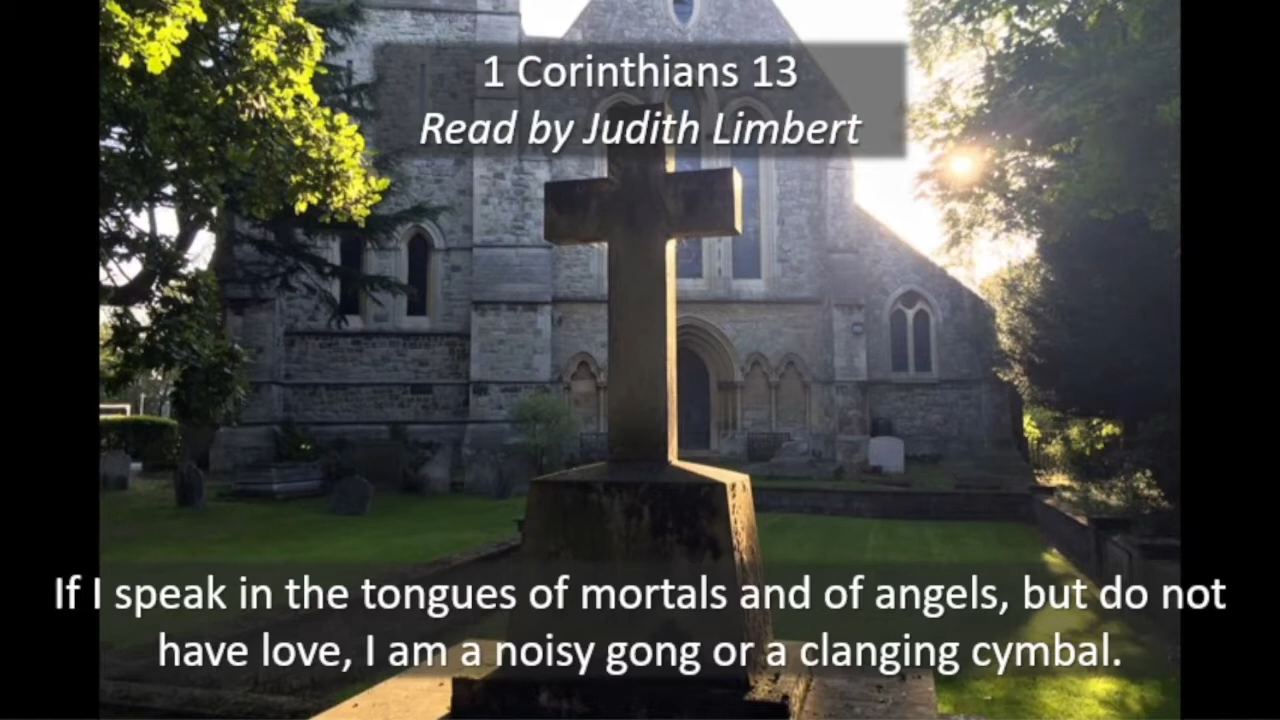 1 Corinthians 13
Read by Judith Limbert
If I speak in the tongues of mortals and of angels, but do not
have love, I am a noisy gong or a clanging cymbal.